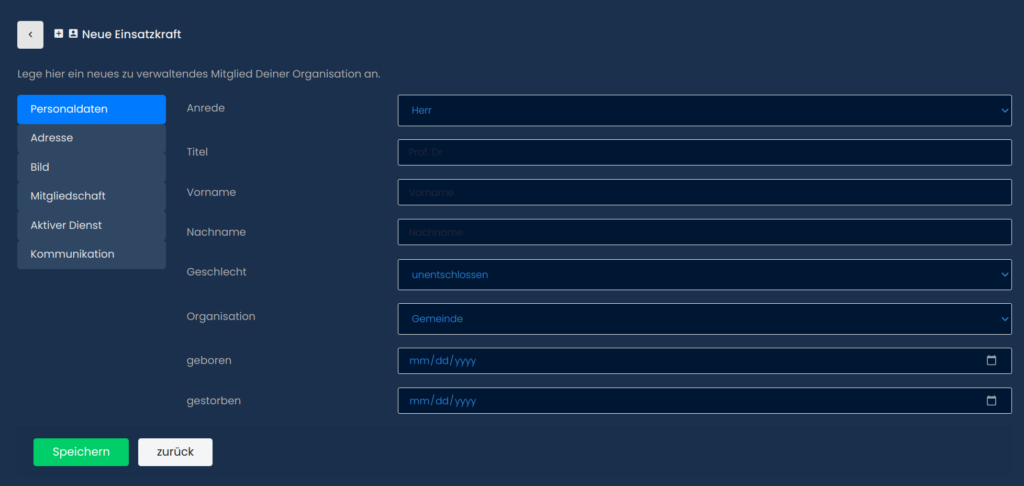 Neue Einsatzkraft
Lege hier ein neues zu verwaltendes Mitglied Deiner Organisation an.
Personaldaten
Adresse
Bild
Mitgliedschaft
Aktiver Dienst
Kommunikation
Anrede
Herr
Titel
Prof. Dr
Vorname
Vorname
Nachname
Nachname
Geschlecht
unentschlossen
Organisation
Gemeinde
geboren
mm/dd/yyyy
gestorben
mm/dd/yyyy
Speichern
zurück